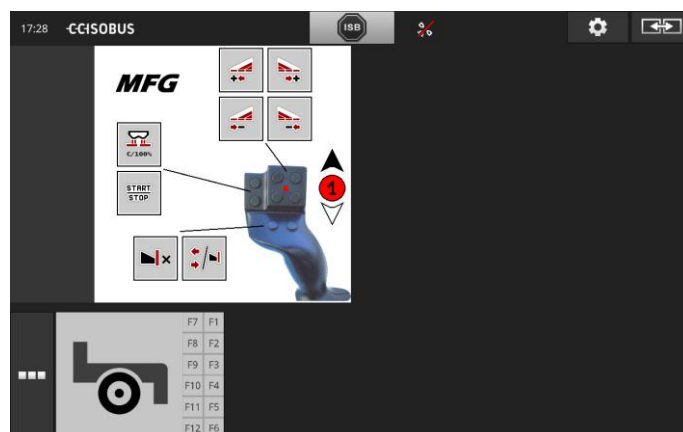 17:28 CCISOBUS ISB
MFG
C/100%
START
STOP
1
F7 F1
F8 F2
F9 F3
F10 F4
F11 F5
F12 F6